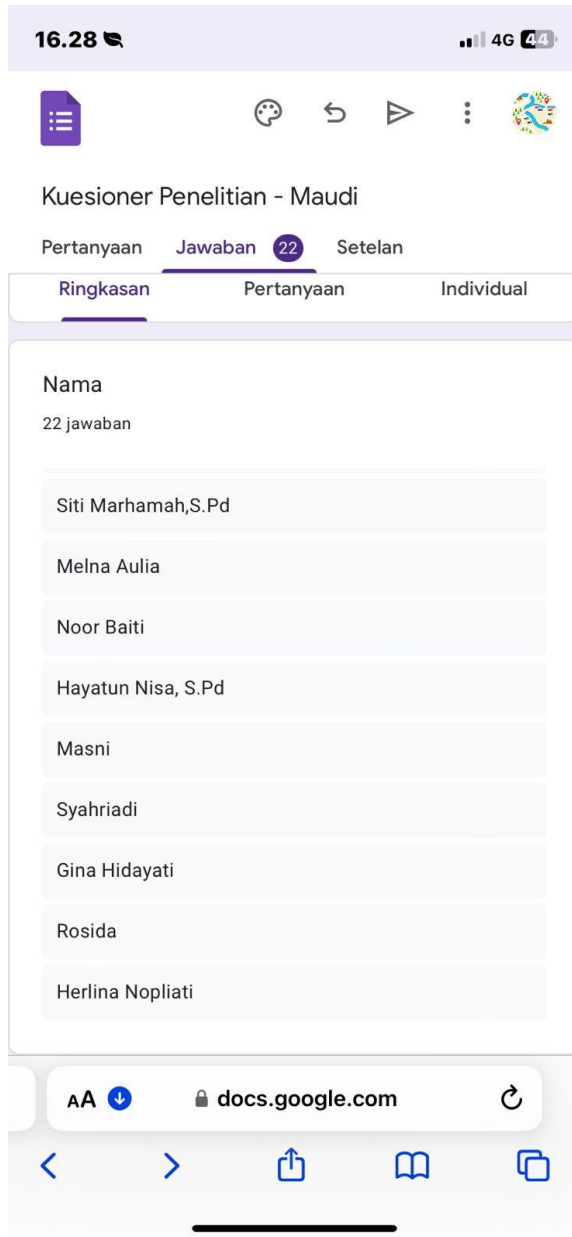 16.28
4G 44
Kuesioner Penelitian - Maudi
Pertanyaan Jawaban 22 Setelan
Ringkasan Pertanyaan Individual
Nama
22 jawaban
Siti Marhamah,S.Pd
Melna Aulia
Noor Baiti
Hayatun Nisa, S.Pd
Masni
Syahriadi
Gina Hidayati
Rosida
Herlina Nopliati
AA docs.google.com